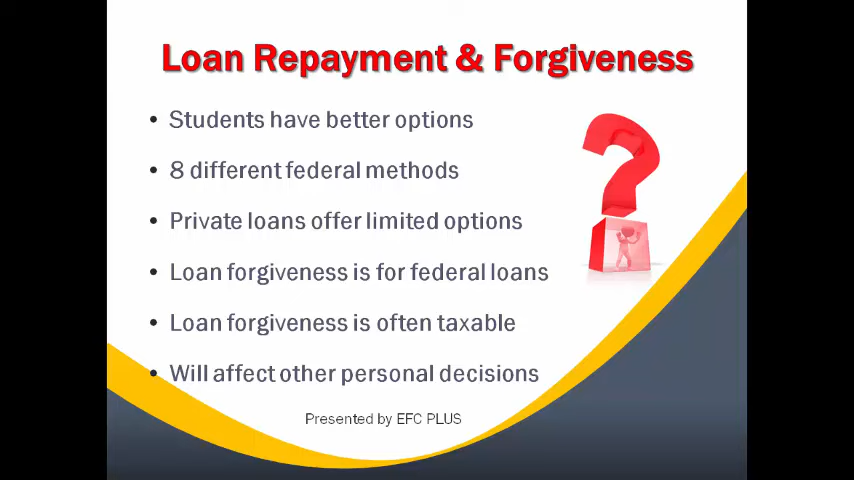 Loan Repayment & Forgiveness
• Students have better options
• 8 different federal methods
• Private loans offer limited options
• Loan forgiveness is for federal loans
• Loan forgiveness is often taxable
• Will affect other personal decisions
Presented by EFC PLUS